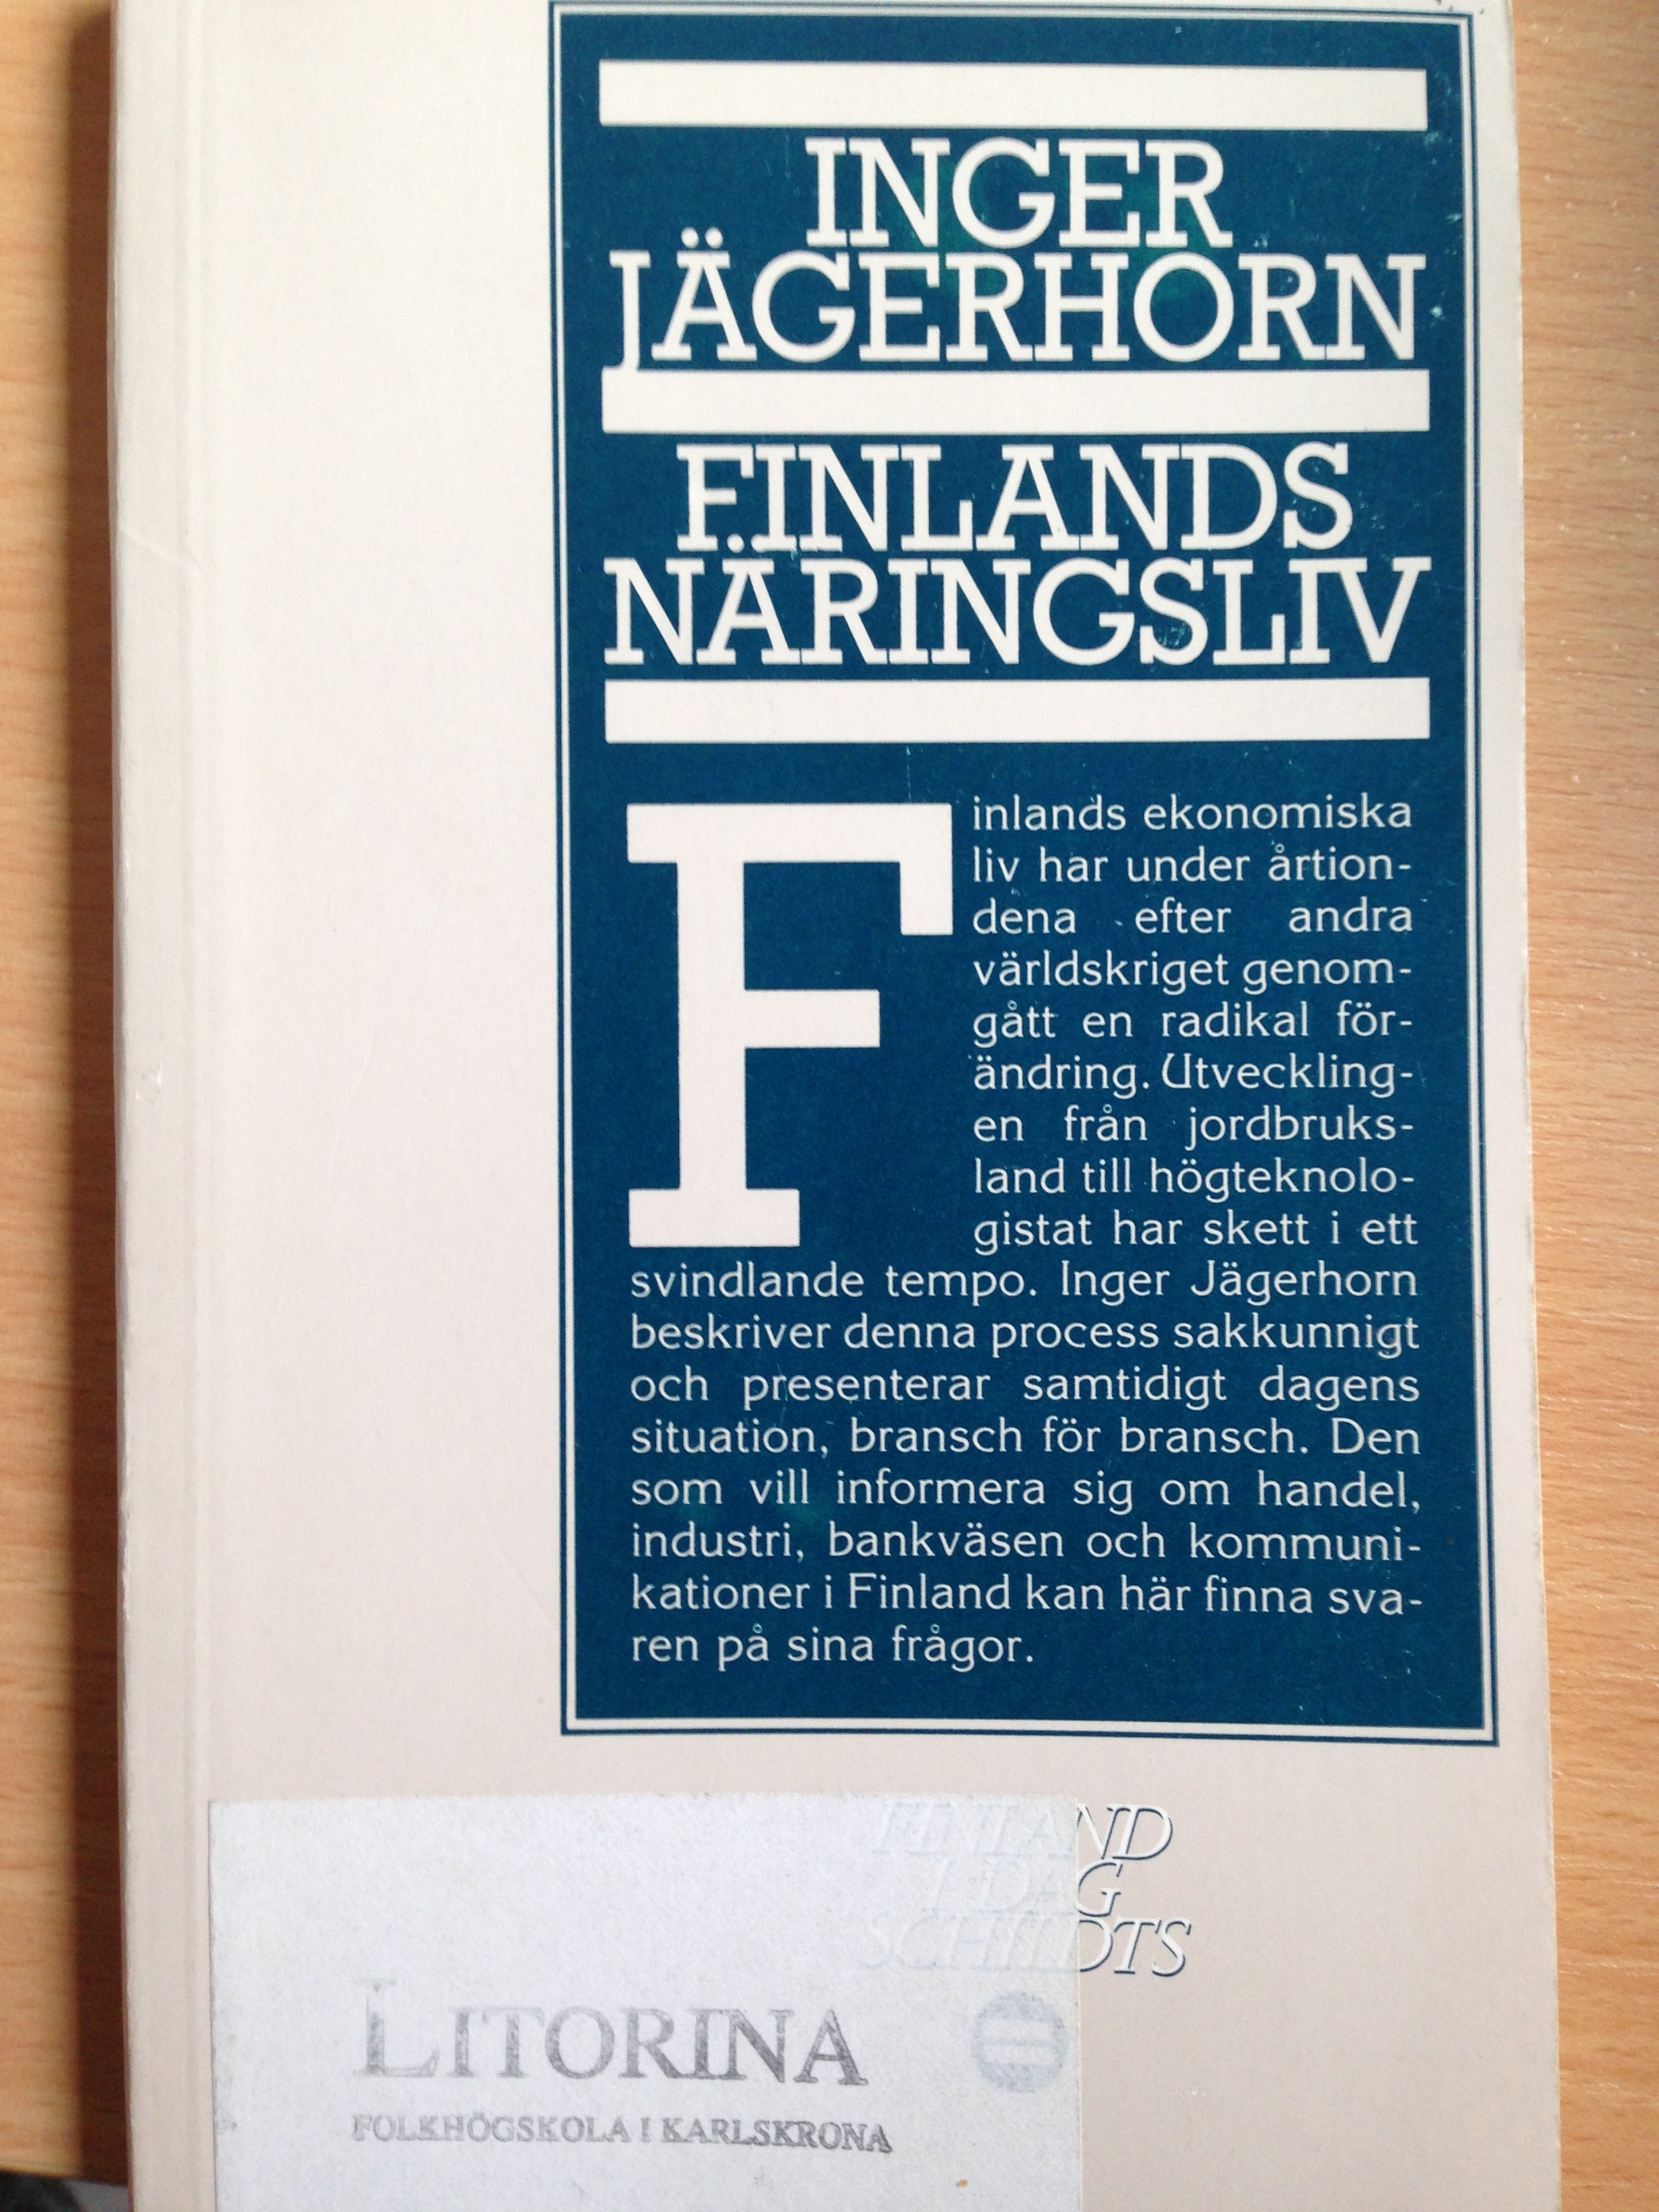 INGER
JÄGERHORN
FINLANDS
NÄRINGSLIV
Finlands ekonomiska
liv har under årtion-
dena efter andra
världskriget genom-
gått en radikal för-
ändring. Utveckling-
en från jordbruks-
land till högteknolo-
gistat har skett i ett
svindlande tempo. Inger Jägerhorn
beskriver denna process sakkunnigt
och presenterar samtidigt dagens
situation, bransch för bransch. Den
som vill informera sig om handel,
industri, bankväsen och kommuni-
kationer i Finland kan här finna sva-
ren på sina frågor.
FINLAND
I DAG
SCHILDTS
LITORINA
FOLKHÖGSKOLA I KARLSKRONA